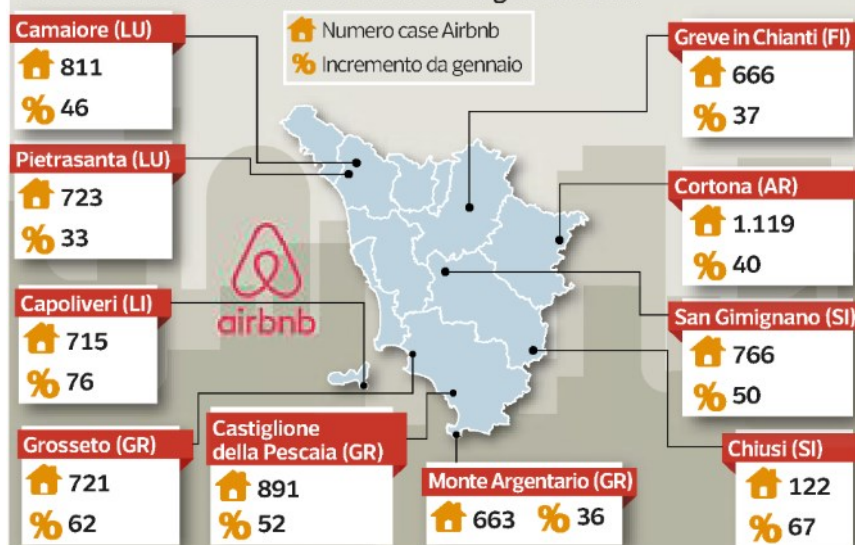 Camaiore (LU)
811
% 46
Numero case Airbnb
% Incremento da gennaio
Greve in Chianti (FI)
666
% 37
Pietrasanta (LU)
723
% 33
Cortona (AR)
1.119
% 40
airbnb
Capoliveri (LI)
715
% 76
San Gimignano (SI)
766
% 50
Grosseto (GR)
721
% 62
Castiglione
della Pescaia (GR)
891
% 52
Monte Argentario (GR)
663 % 36
Chiusi (SI)
122
% 67